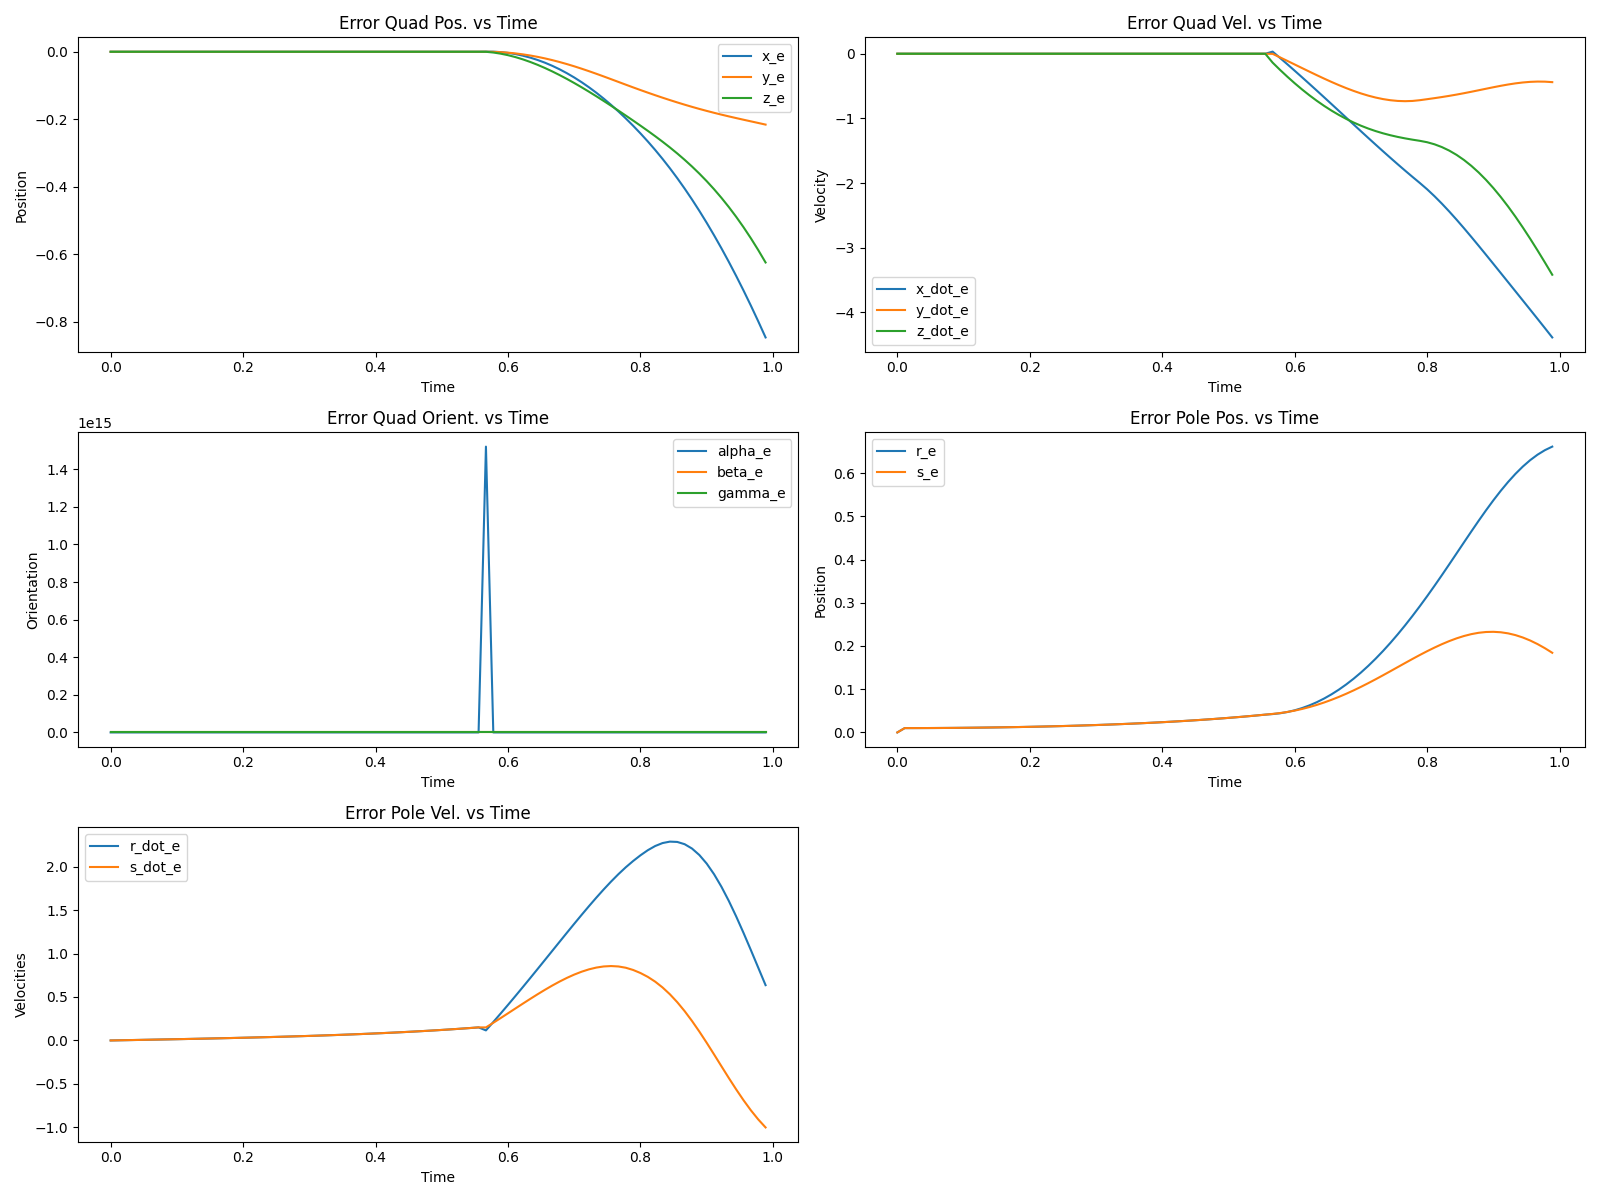 Error Quad Pos. vs Time
0.0
−0.2
−0.4
−0.6
−0.8
Position
x_e
y_e
z_e
0.0 0.2 0.4 0.6 0.8 1.0
Time
Error Quad Vel. vs Time
0
−1
−2
−3
−4
Velocity
x_dot_e
y_dot_e
z_dot_e
0.0 0.2 0.4 0.6 0.8 1.0
Time
Error Quad Orient. vs Time
1e15
1.4
1.2
1.0
0.8
0.6
0.4
0.2
0.0
Orientation
alpha_e
beta_e
gamma_e
0.0 0.2 0.4 0.6 0.8 1.0
Time
Error Pole Pos. vs Time
0.6
0.5
0.4
0.3
0.2
0.1
0.0
Position
r_e
s_e
0.0 0.2 0.4 0.6 0.8 1.0
Time
Error Pole Vel. vs Time
2.0
1.5
1.0
0.5
0.0
−0.5
−1.0
Velocities
r_dot_e
s_dot_e
0.0 0.2 0.4 0.6 0.8 1.0
Time